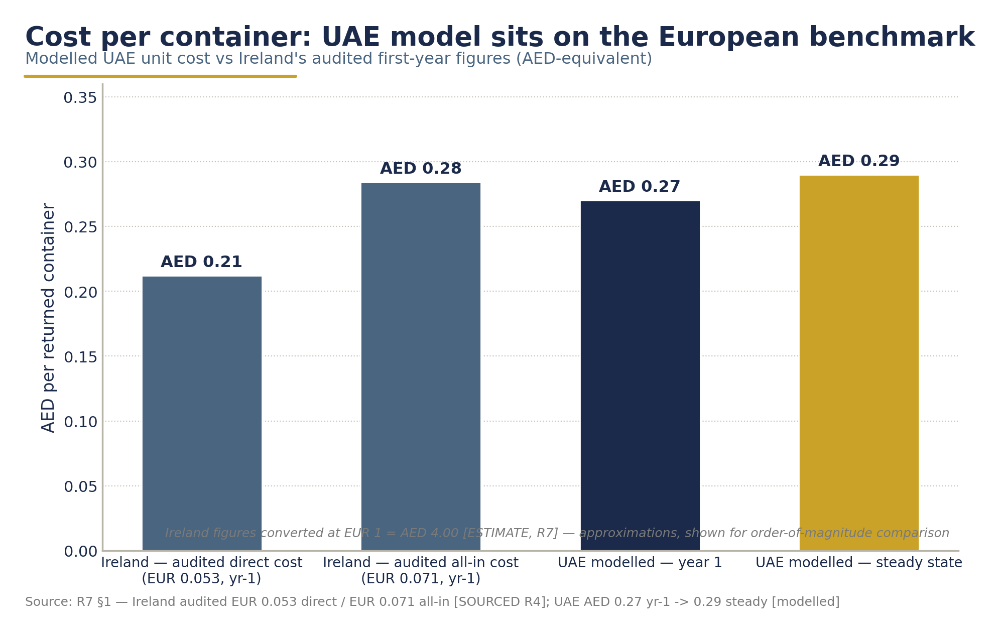 Cost per container: UAE model sits on the European benchmark
Modelled UAE unit cost vs Ireland's audited first-year figures (AED-equivalent)
AED per returned container
0.35
0.30
0.25
0.20
0.15
0.10
0.05
0.00
AED 0.21
AED 0.28
AED 0.27
AED 0.29
Ireland figures converted at EUR 1 = AED 4.00 [ESTIMATE, R7] — approximations, shown for order-of-magnitude comparison
Ireland — audited direct cost
(EUR 0.053, yr-1)
Ireland — audited all-in cost
(EUR 0.071, yr-1)
UAE modelled — year 1
UAE modelled — steady state
Source: R7 §1 — Ireland audited EUR 0.053 direct / EUR 0.071 all-in [SOURCED R4]; UAE AED 0.27 yr-1 -> 0.29 steady [modelled]